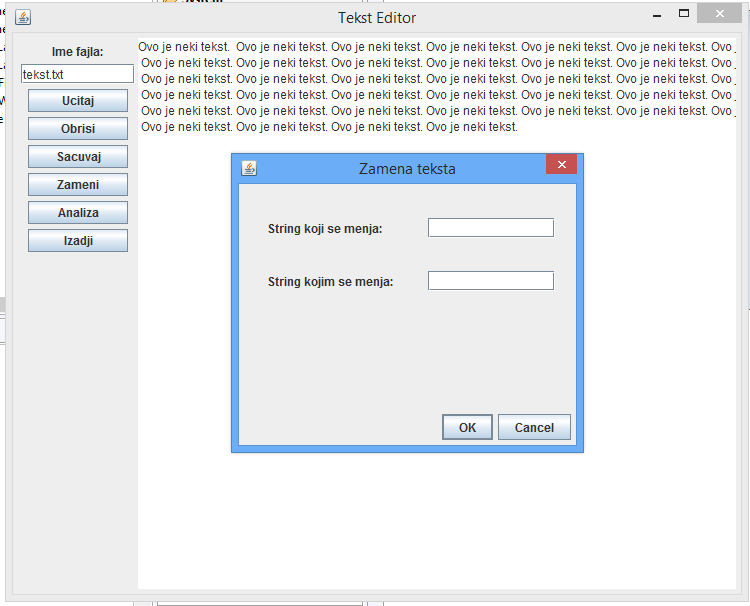 Tekst Editor
Ime fajla:
tekst.txt
Ucitaj
Obrisi
Sacuvaj
Zameni
Analiza
Izadji
Ovo je neki tekst.  Ovo je neki tekst. Ovo je neki tekst. Ovo je neki tekst. Ovo je neki tekst. Ovo je neki tekst. Ovo j
Ovo je neki tekst. Ovo je neki tekst. Ovo je neki tekst. Ovo je neki tekst. Ovo je neki tekst. Ovo je neki tekst. Ovo j
Ovo je neki tekst. Ovo je neki tekst. Ovo je neki tekst. Ovo je neki tekst. Ovo je neki tekst. Ovo je neki tekst. Ovo j
Ovo je neki tekst. Ovo je neki tekst. Ovo je neki tekst. Ovo je neki tekst. Ovo je neki tekst. Ovo je neki tekst. Ovo j
Ovo je neki tekst. Ovo je neki tekst. Ovo je neki tekst. Ovo je neki tekst. Ovo je neki tekst. Ovo je neki tekst. Ovo j
Ovo je neki tekst. Ovo je neki tekst. Ovo je neki tekst. Ovo je neki tekst.
Zamena teksta
String koji se menja:
String kojim se menja:
OK
Cancel